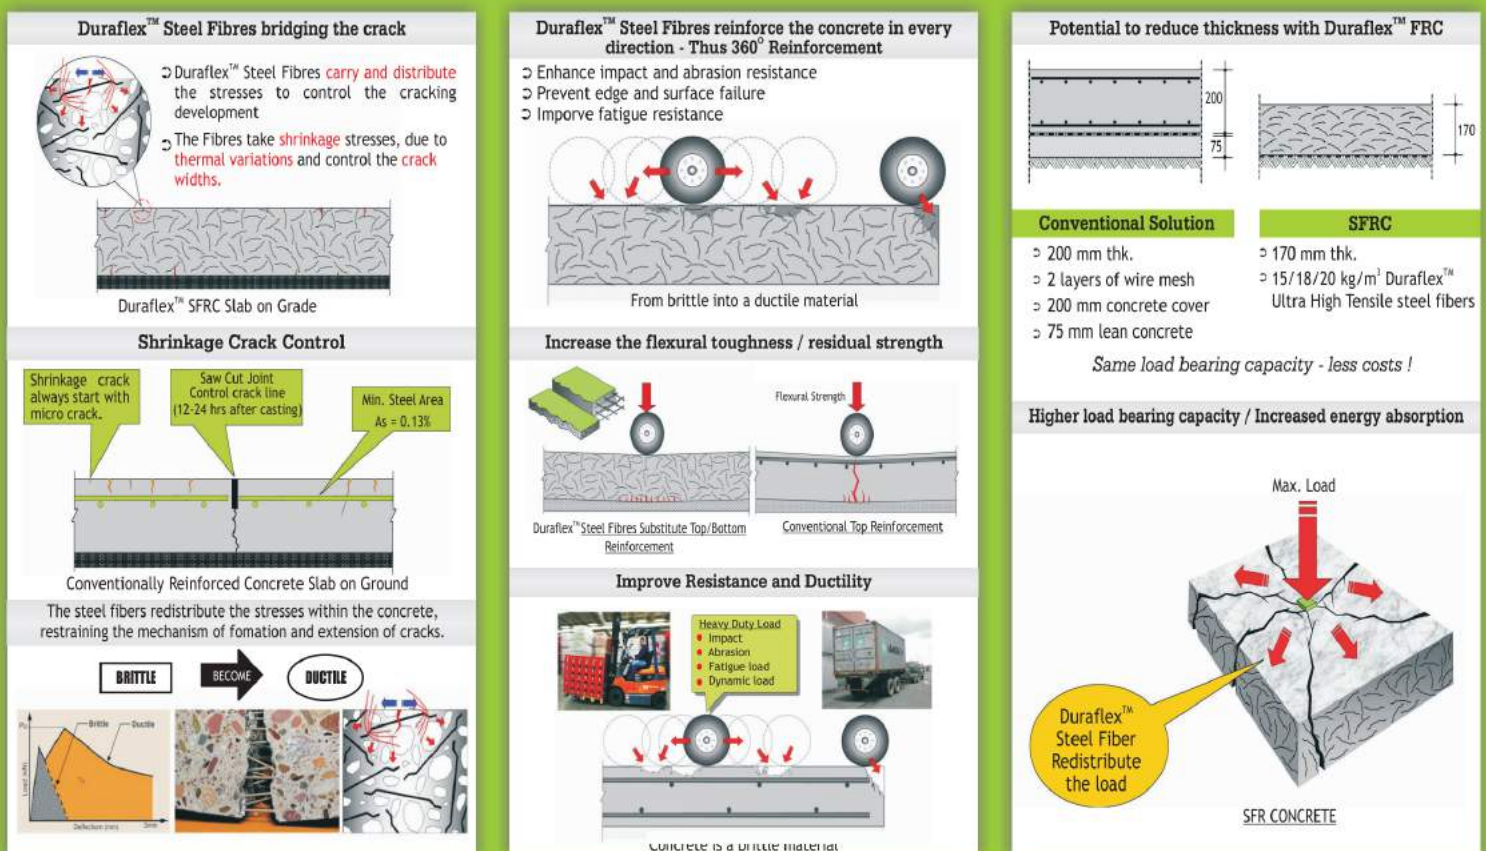 Duraflex™ Steel Fibres bridging the crack
Duraflex™ Steel Fibres carry and distribute
the stresses to control the cracking
development
The Fibres take shrinkage stresses, due to
thermal variations and control the crack
widths.
Duraflex™ SFRC Slab on Grade
Shrinkage Crack Control
Shrinkage crack
always start with
micro crack.
Saw Cut Joint
Control crack line
(12-24 hrs after casting)
Min. Steel Area
As = 0.13%
Conventionally Reinforced Concrete Slab on Ground
The steel fibers redistribute the stresses within the concrete,
restraining the mechanism of fomation and extension of cracks.
BRITTLE
BECOME
DUCTILE
Brittle
Ductile
Load (kN)
Deflection (mm)
Duraflex™ Steel Fibres reinforce the concrete in every
direction - Thus 360° Reinforcement
Enhance impact and abrasion resistance
Prevent edge and surface failure
Imporve fatigue resistance
From brittle into a ductile material
Increase the flexural toughness / residual strength
Flexural Strength
Duraflex™ Steel Fibres Substitute Top/Bottom
Reinforcement
Conventional Top Reinforcement
Improve Resistance and Ductility
Heavy Duty Load
Impact
Abrasion
Fatigue load
Dynamic load
Concrete is a brittle material
Potential to reduce thickness with Duraflex™ FRC
200
75
170
Conventional Solution
200 mm thk.
2 layers of wire mesh
200 mm concrete cover
75 mm lean concrete
SFRC
170 mm thk.
15/18/20 kg/m³ Duraflex™
Ultra High Tensile steel fibers
Same load bearing capacity - less costs !
Higher load bearing capacity / Increased energy absorption
Max. Load
Duraflex™
Steel Fiber
Redistribute
the load
SFR CONCRETE